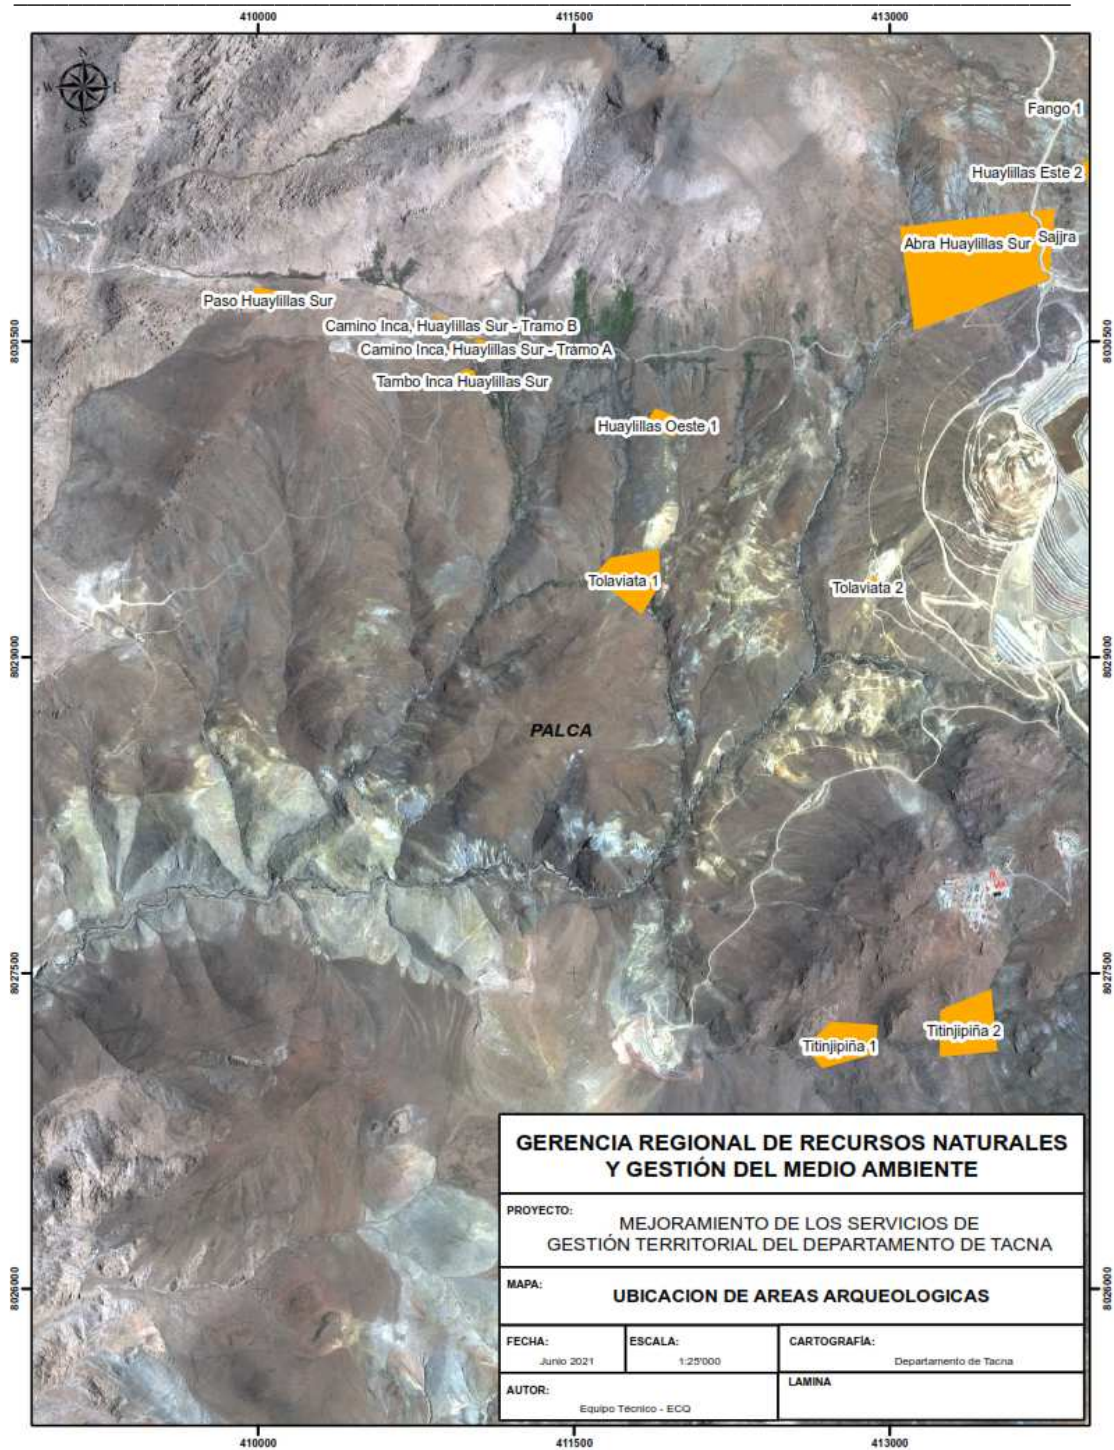 410000
411500
413000
N
W
Fango 1
Huaylillas Este 2
Abra Huaylillas Sur
Sajjra
Paso Huaylillas Sur
8030500
8030500
Camino Inca, Huaylillas Sur - Tramo B
Camino Inca, Huaylillas Sur - Tramo A
Tambo Inca Huaylillas Sur
Huaylillas Oeste 1
Tolaviata 1
Tolaviata 2
8029000
8029000
PALCA
8027500
8027500
Titinjipiña 1
Titinjipiña 2
GERENCIA REGIONAL DE RECURSOS NATURALES
Y GESTIÓN DEL MEDIO AMBIENTE
PROYECTO:
MEJORAMIENTO DE LOS SERVICIOS DE
GESTIÓN TERRITORIAL DEL DEPARTAMENTO DE TACNA
8026000
8026000
MAPA:
UBICACION DE AREAS ARQUEOLOGICAS
FECHA:
Junio 2021
ESCALA:
1:25'000
CARTOGRAFÍA:
Departamento de Tacna
AUTOR:
Equipo Técnico - ECQ
LAMINA
410000
411500
413000